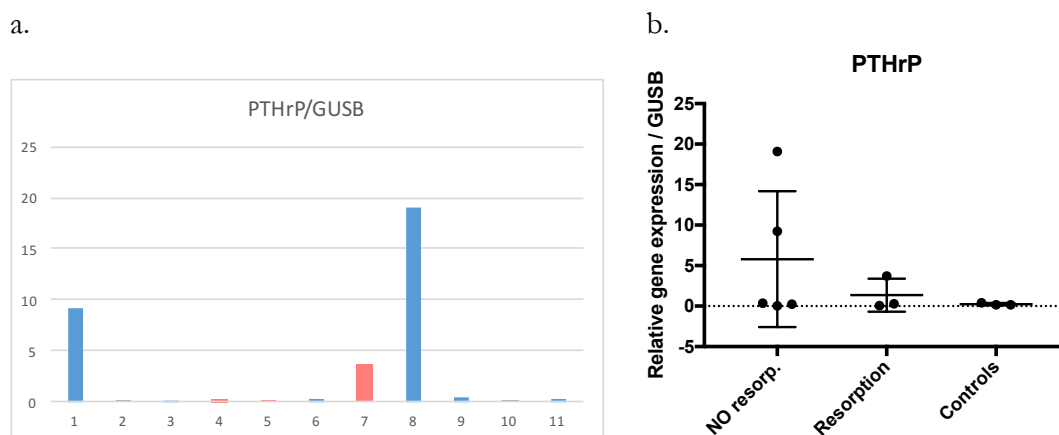 a.
PTHrP/GUSB
25
20
15
10
5
0
1 2 3 4 5 6 7 8 9 10 11
b.
PTHrP
Relative gene expression / GUSB
25
20
15
10
5
0
-5
NO resorp.
Resorption
Controls